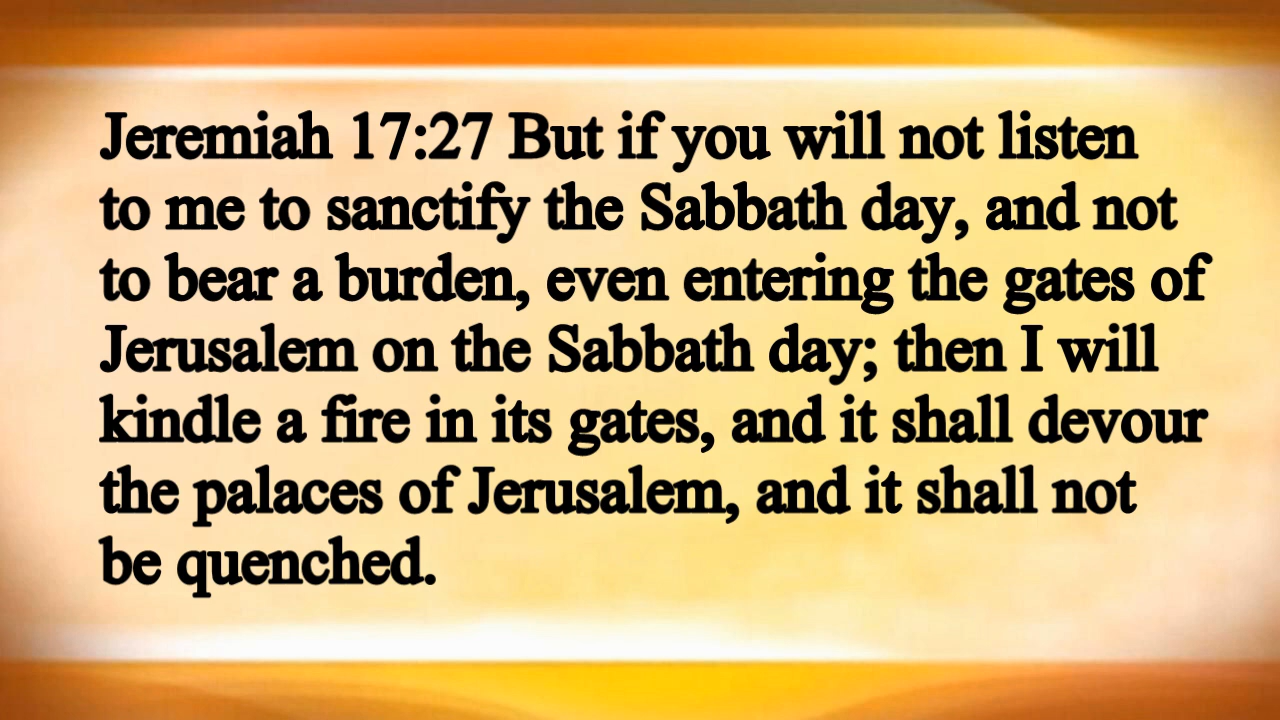 Jeremiah 17:27 But if you will not listen
to me to sanctify the Sabbath day, and not
to bear a burden, even entering the gates of
Jerusalem on the Sabbath day; then I will
kindle a fire in its gates, and it shall devour
the palaces of Jerusalem, and it shall not
be quenched.